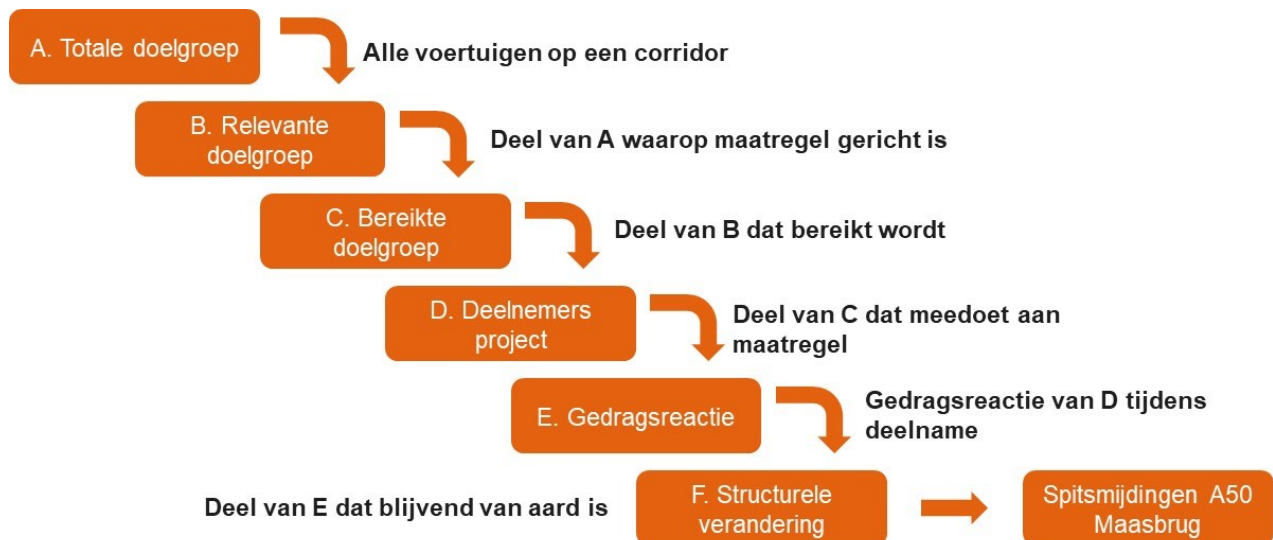 A. Totale doelgroep
Alle voertuigen op een corridor
B. Relevante
doelgroep
Deel van A waarop maatregel gericht is
C. Bereikte
doelgroep
Deel van B dat bereikt wordt
D. Deelnemers
project
Deel van C dat meedoet aan
maatregel
E. Gedragsreactie
Gedragsreactie van D tijdens
deelname
Deel van E dat blijvend van aard is
F. Structurele
verandering
Spitsmijdingen A50
Maasbrug